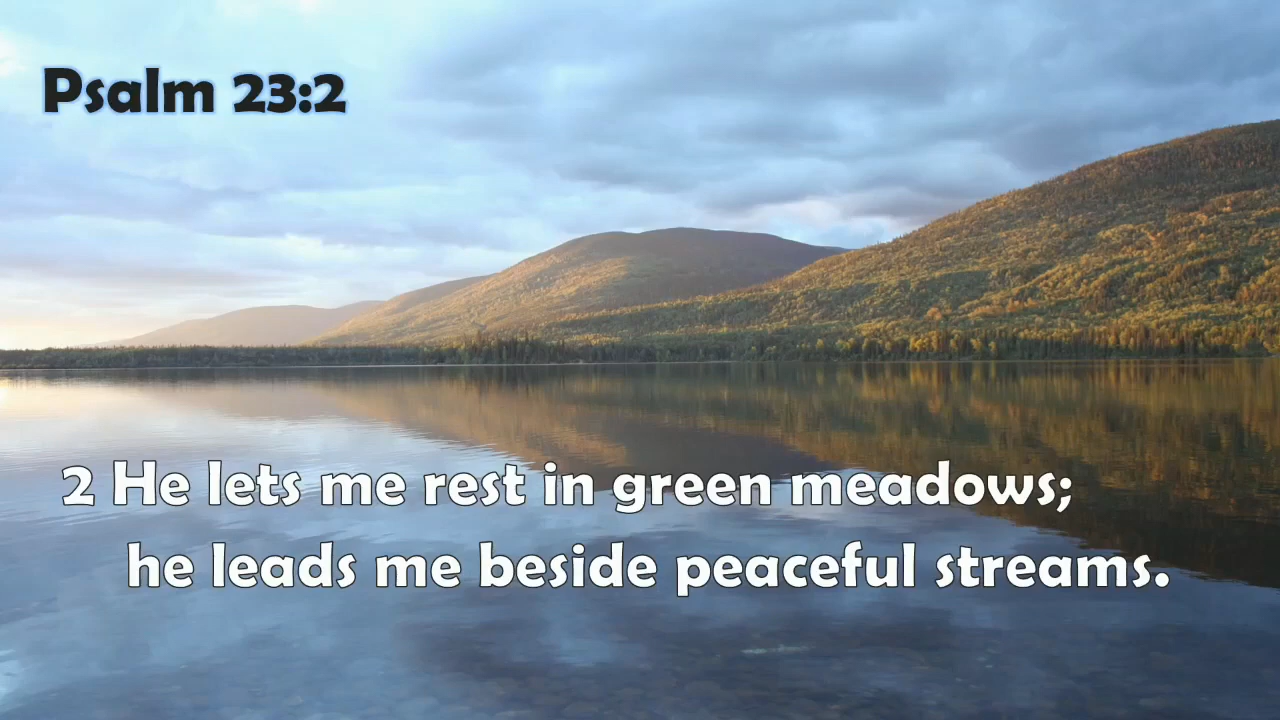 Psalm 23:2
2 He lets me rest in green meadows;
he leads me beside peaceful streams.